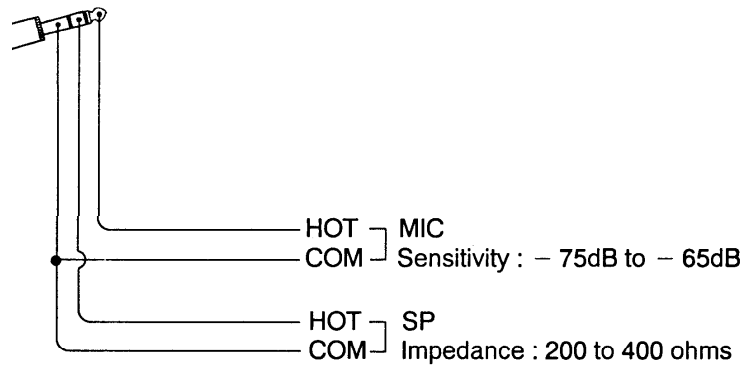 HOT MIC
COM Sensitivity : – 75dB to – 65dB
HOT SP
COM Impedance : 200 to 400 ohms